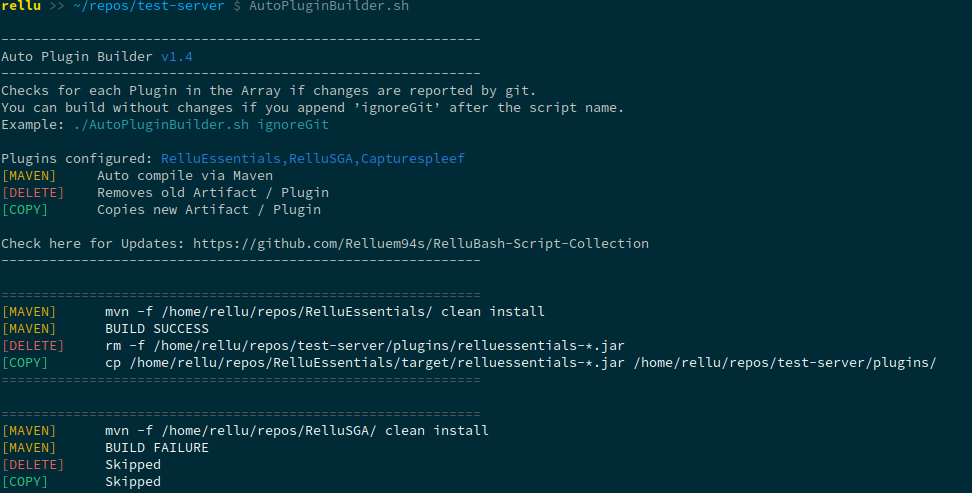 rellu >> ~/repos/test-server $ AutoPluginBuilder.sh
------------------------------------------------------------
Auto Plugin Builder v1.4
------------------------------------------------------------
Checks for each Plugin in the Array if changes are reported by git.
You can build without changes if you append ’ignoreGit’ after the script name.
Example: ./AutoPluginBuilder.sh ignoreGit
Plugins configured: RelluEssentials,RelluSGA,Capturespleef
[MAVEN] Auto compile via Maven
[DELETE] Removes old Artifact / Plugin
[COPY] Copies new Artifact / Plugin
Check here for Updates: https://github.com/Relluem94s/RelluBash-Script-Collection
------------------------------------------------------------
============================================================
[MAVEN] mvn -f /home/rellu/repos/RelluEssentials/ clean install
[MAVEN] BUILD SUCCESS
[DELETE] rm -f /home/rellu/repos/test-server/plugins/relluessentials-*.jar
[COPY] cp /home/rellu/repos/RelluEssentials/target/relluessentials-*.jar /home/rellu/repos/test-server/plugins/
============================================================
============================================================
[MAVEN] mvn -f /home/rellu/repos/RelluSGA/ clean install
[MAVEN] BUILD FAILURE
[DELETE] Skipped
[COPY] Skipped